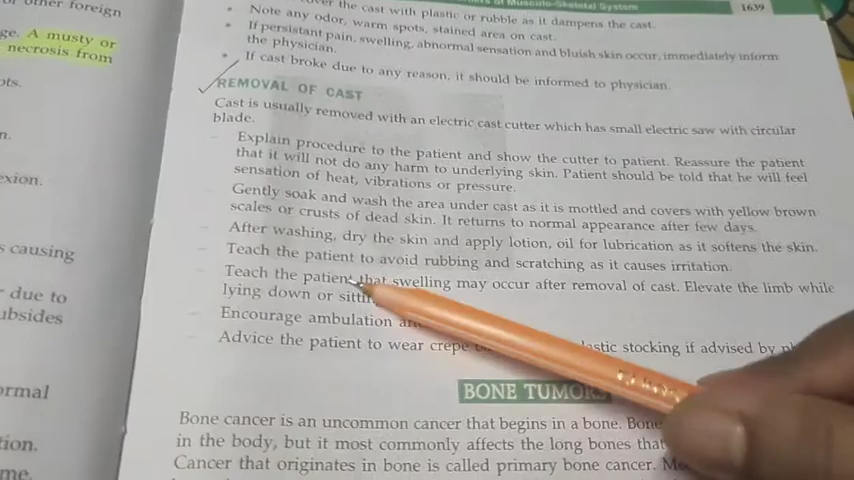 or other foreign
ge. A musty or
necrosis from
pts.
n.
exion.
s causing
due to
ubsides
ormal
tion.
me.
of Musculo-Skeletal System
1639
cover the cast with plastic or rubble as it dampens the cast.
Note any odor, warm spots, stained area on cast.
If persistant pain, swelling, abnormal sensation and bluish skin occur, immediately inform
the physician.
If cast broke due to any reason, it should be informed to physician.
REMOVAL OF CAST
Cast is usually removed with an electric cast cutter which has small electric saw with circular
blade.
Explain procedure to the patient and show the cutter to patient. Reassure the patient
that it will not do any harm to underlying skin. Patient should be told that he will feel
sensation of heat, vibrations or pressure.
Gently soak and wash the area under cast as it is mottled and covers with yellow brown
scales or crusts of dead skin. It returns to normal appearance after few days.
After washing, dry the skin and apply lotion, oil for lubrication as it softens the skin.
Teach the patient to avoid rubbing and scratching as it causes irritation.
Teach the patient that swelling may occur after removal of cast. Elevate the limb while
lying down or sitting
Encourage ambulation
Advice the patient to wear crepe lastic stocking if advised by
BONE TUMORS
Bone cancer is an uncommon cancer that begins in a bone. Bone
in the body, but it most commonly affects the long bones that
Cancer that originates in bone is called primary bone cancer.